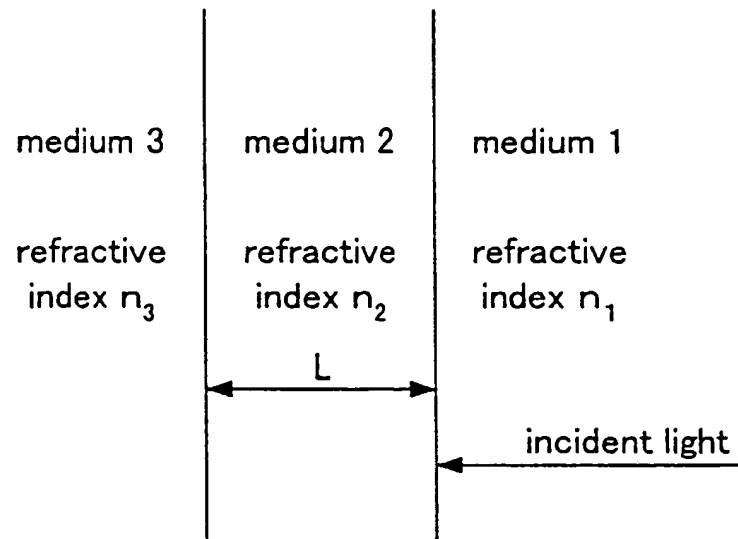 medium 3
medium 2
medium 1
refractive
index n₃
refractive
index n₂
refractive
index n₁
L
incident light